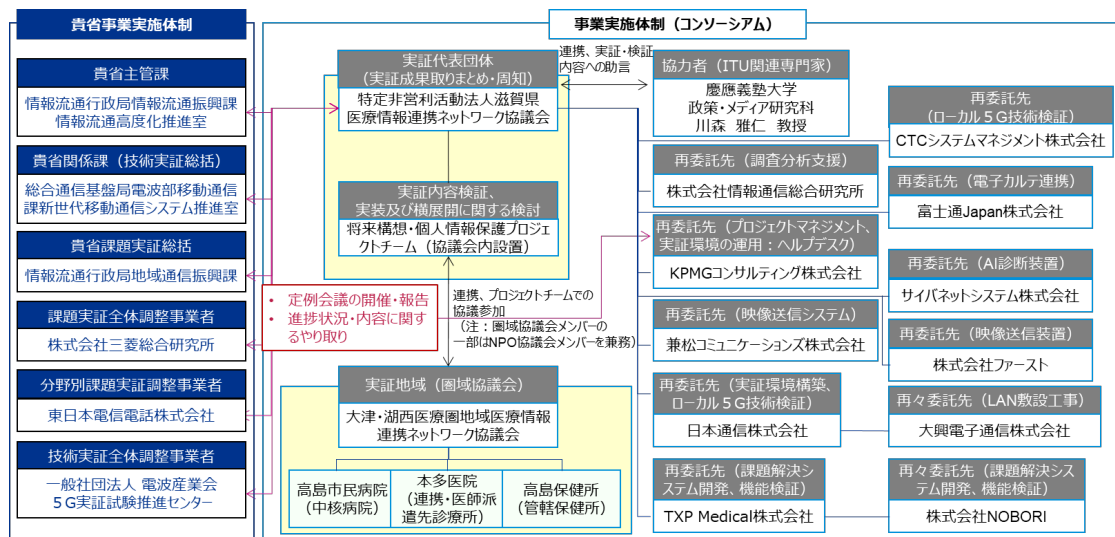 貴省事業実施体制
貴省主管課
情報流通行政局情報流通振興課
情報流通高度化推進室
貴省関係課（技術実証総括）
総合通信基盤局電波部移動通信
課新世代移動通信システム推進室
貴省課題実証総括
情報流通行政局地域通信振興課
課題実証全体調整事業者
株式会社三菱総合研究所
分野別課題実証調整事業者
東日本電信電話株式会社
技術実証全体調整事業者
一般社団法人 電波産業会
５G実証試験推進センター
事業実施体制（コンソーシアム）
実証代表団体
（実証成果取りまとめ・周知）
特定非営利活動法人滋賀県
医療情報連携ネットワーク協議会
連携、実証・検証
内容への助言
実証内容検証、
実装及び横展開に関する検討
将来構想・個人情報保護プロジェ
クトチーム（協議会内設置）
• 定例会議の開催・報告
• 進捗状況・内容に関す
るやり取り
連携、プロジェクトチームでの
協議参加
（注：圏域協議会メンバーの
一部はNPO協議会メンバーを兼務）
実証地域（圏域協議会）
大津・湖西医療圏地域医療情報
連携ネットワーク協議会
高島市民病院
（中核病院）
本多医院
（連携・医師派
遣先診療所）
高島保健所
（管轄保健所）
協力者（ITU関連専門家）
慶應義塾大学
政策・メディア研究科
川森 雅仁 教授
再委託先（調査分析支援）
株式会社情報通信総合研究所
再委託先（プロジェクトマネジメント、
実証環境の運用：ヘルプデスク）
KPMGコンサルティング株式会社
再委託先（映像送信システム）
兼松コミュニケーションズ株式会社
再委託先（実証環境構築、
ローカル５G技術検証）
日本通信株式会社
再委託先（課題解決シ
ステム開発、機能検証）
TXP Medical株式会社
再委託先
（ローカル５G技術検証）
CTCシステムマネジメント株式会社
再委託先（電子カルテ連携）
富士通Japan株式会社
再委託先（AI診断装置）
サイバネットシステム株式会社
再委託先（映像送信装置）
株式会社ファースト
再々委託先（LAN敷設工事）
大興電子通信株式会社
再々委託先（課題解決シス
テム開発、機能検証）
株式会社NOBORI